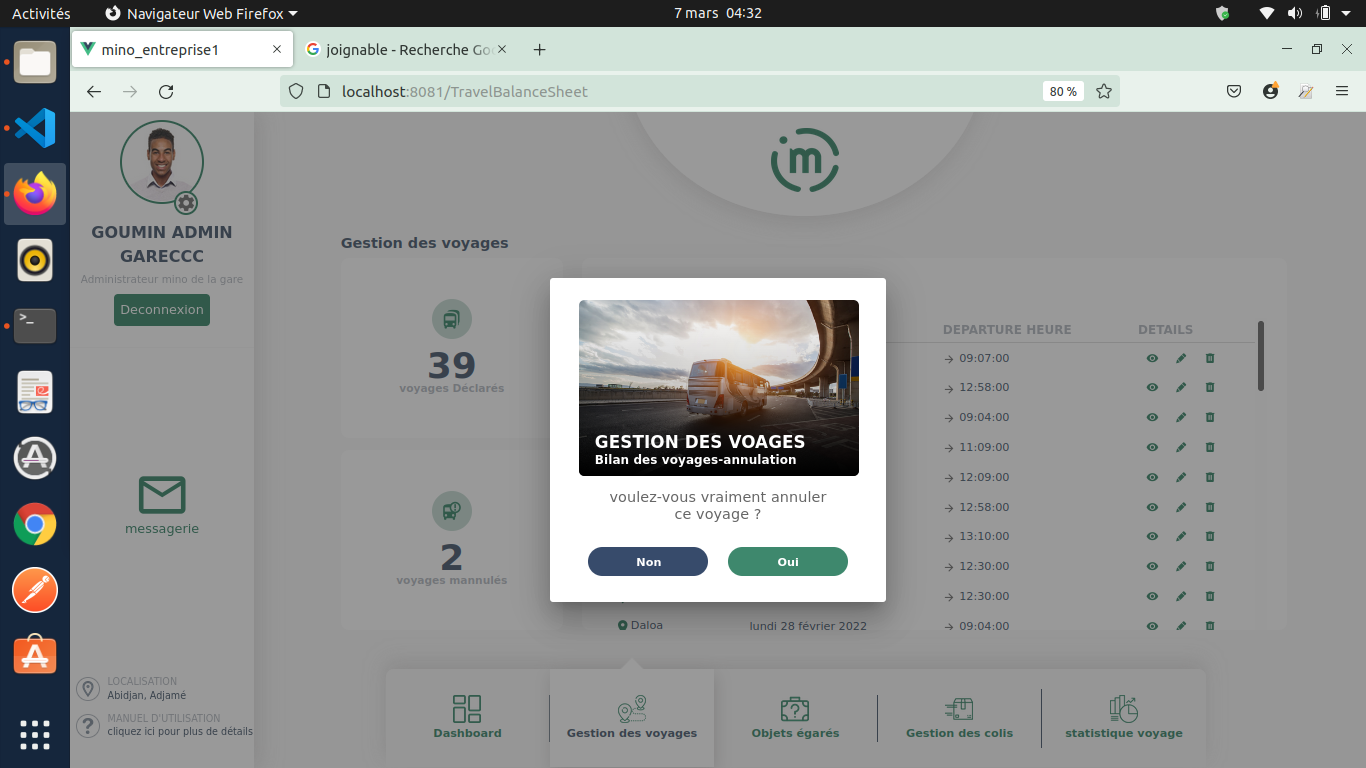 Activités
Navigateur Web Firefox
7 mars 04:32
mino_entreprise1
joignable - Recherche Goo
localhost:8081/TravelBalanceSheet
80 %
GOUMIN ADMIN
GARECCC
Administrateur mino de la gare
Deconnexion
messagerie
LOCALISATION
Abidjan, Adjamé
MANUEL D'UTILISATION
cliquez ici pour plus de détails
im
Gestion des voyages
39
voyages Déclarés
2
voyages mannulés
DEPARTURE HEURE DETAILS
09:07:00
12:58:00
09:04:00
11:09:00
12:09:00
12:58:00
13:10:00
12:30:00
12:30:00
Daloa lundi 28 février 2022 09:04:00
GESTION DES VOAGES
Bilan des voyages-annulation
voulez-vous vraiment annuler
ce voyage ?
Non Oui
Dashboard Gestion des voyages Objets égarés Gestion des colis statistique voyage